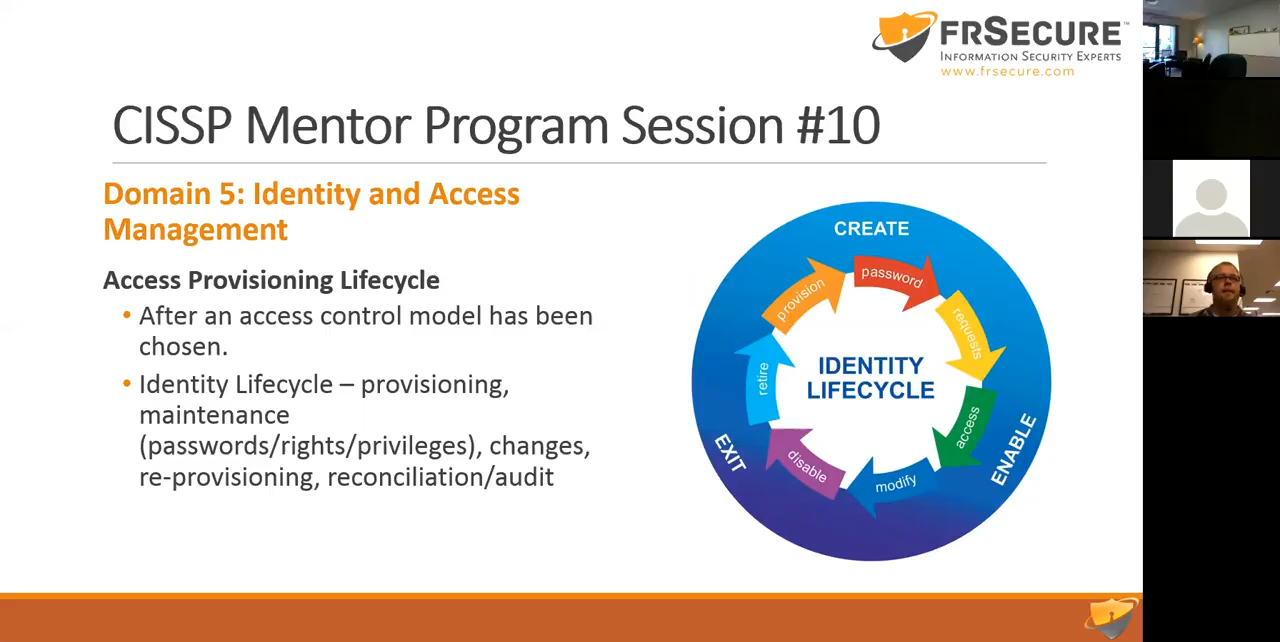 FRSECURE™
INFORMATION SECURITY EXPERTS
www.frsecure.com
CISSP Mentor Program Session #10
Domain 5: Identity and Access
Management
Access Provisioning Lifecycle
• After an access control model has been
chosen.
• Identity Lifecycle – provisioning,
maintenance
(passwords/rights/privileges), changes,
re-provisioning, reconciliation/audit
CREATE
provision
password
requests
IDENTITY
LIFECYCLE
retire
access
ENABLE
EXIT
disable
modify